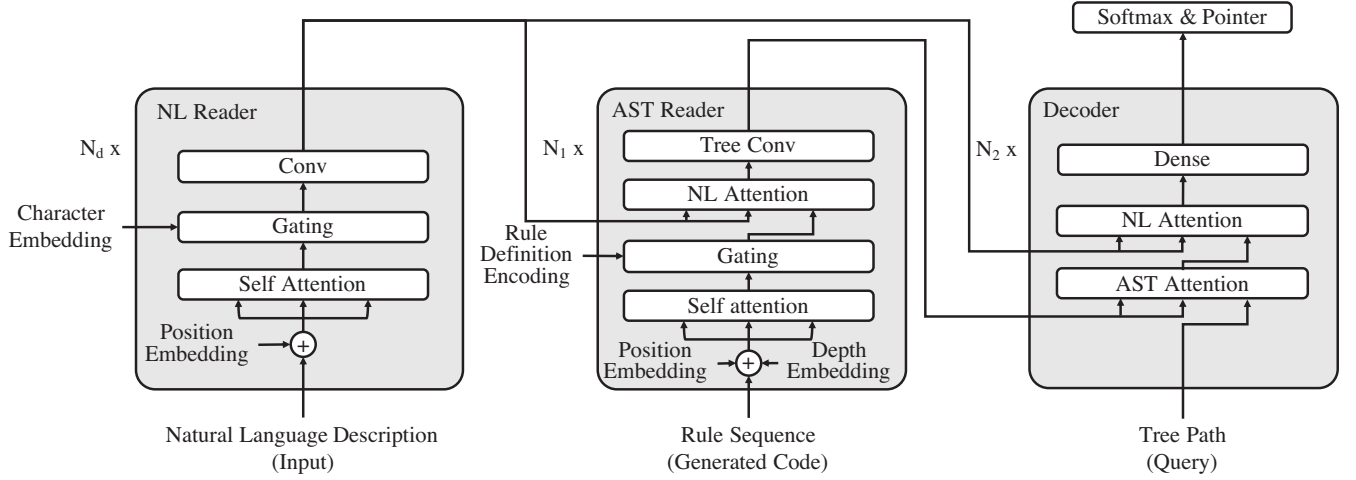 NL Reader
N_d x
Conv
Character
Embedding
Gating
Self Attention
Position
Embedding
+
Natural Language Description
(Input)
AST Reader
N_1 x
Tree Conv
NL Attention
Rule
Definition
Encoding
Gating
Self attention
Position
Embedding
+
Depth
Embedding
Rule Sequence
(Generated Code)
Softmax & Pointer
Decoder
N_2 x
Dense
NL Attention
AST Attention
Tree Path
(Query)